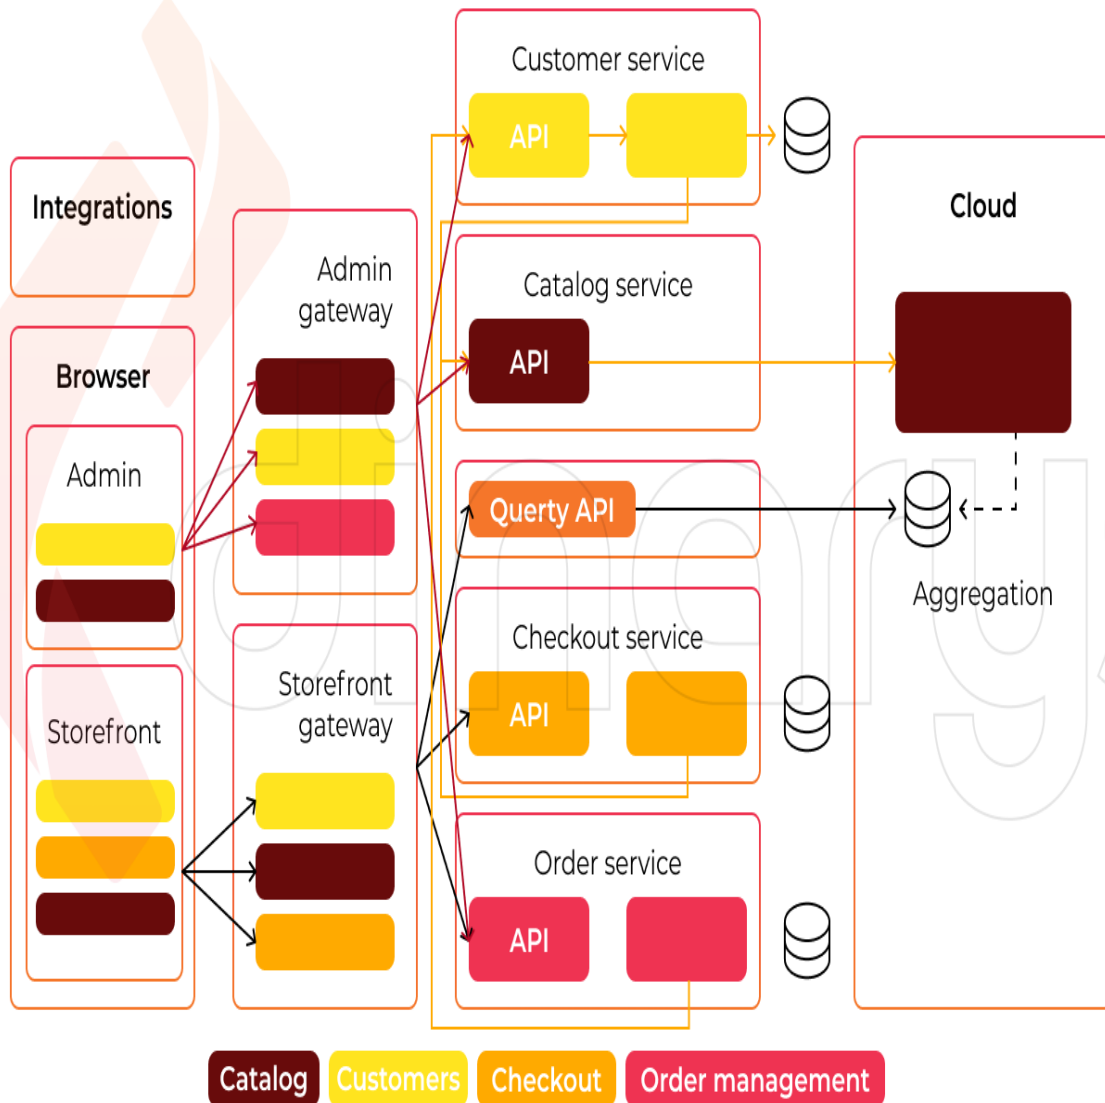 Customer service
API
Integrations
Cloud
Admin
gateway
Catalog service
API
Browser
Admin
Querty API
Aggregation
Checkout service
API
Storefront
gateway
Storefront
Order service
API
Catalog
Customers
Checkout
Order management
dinarys